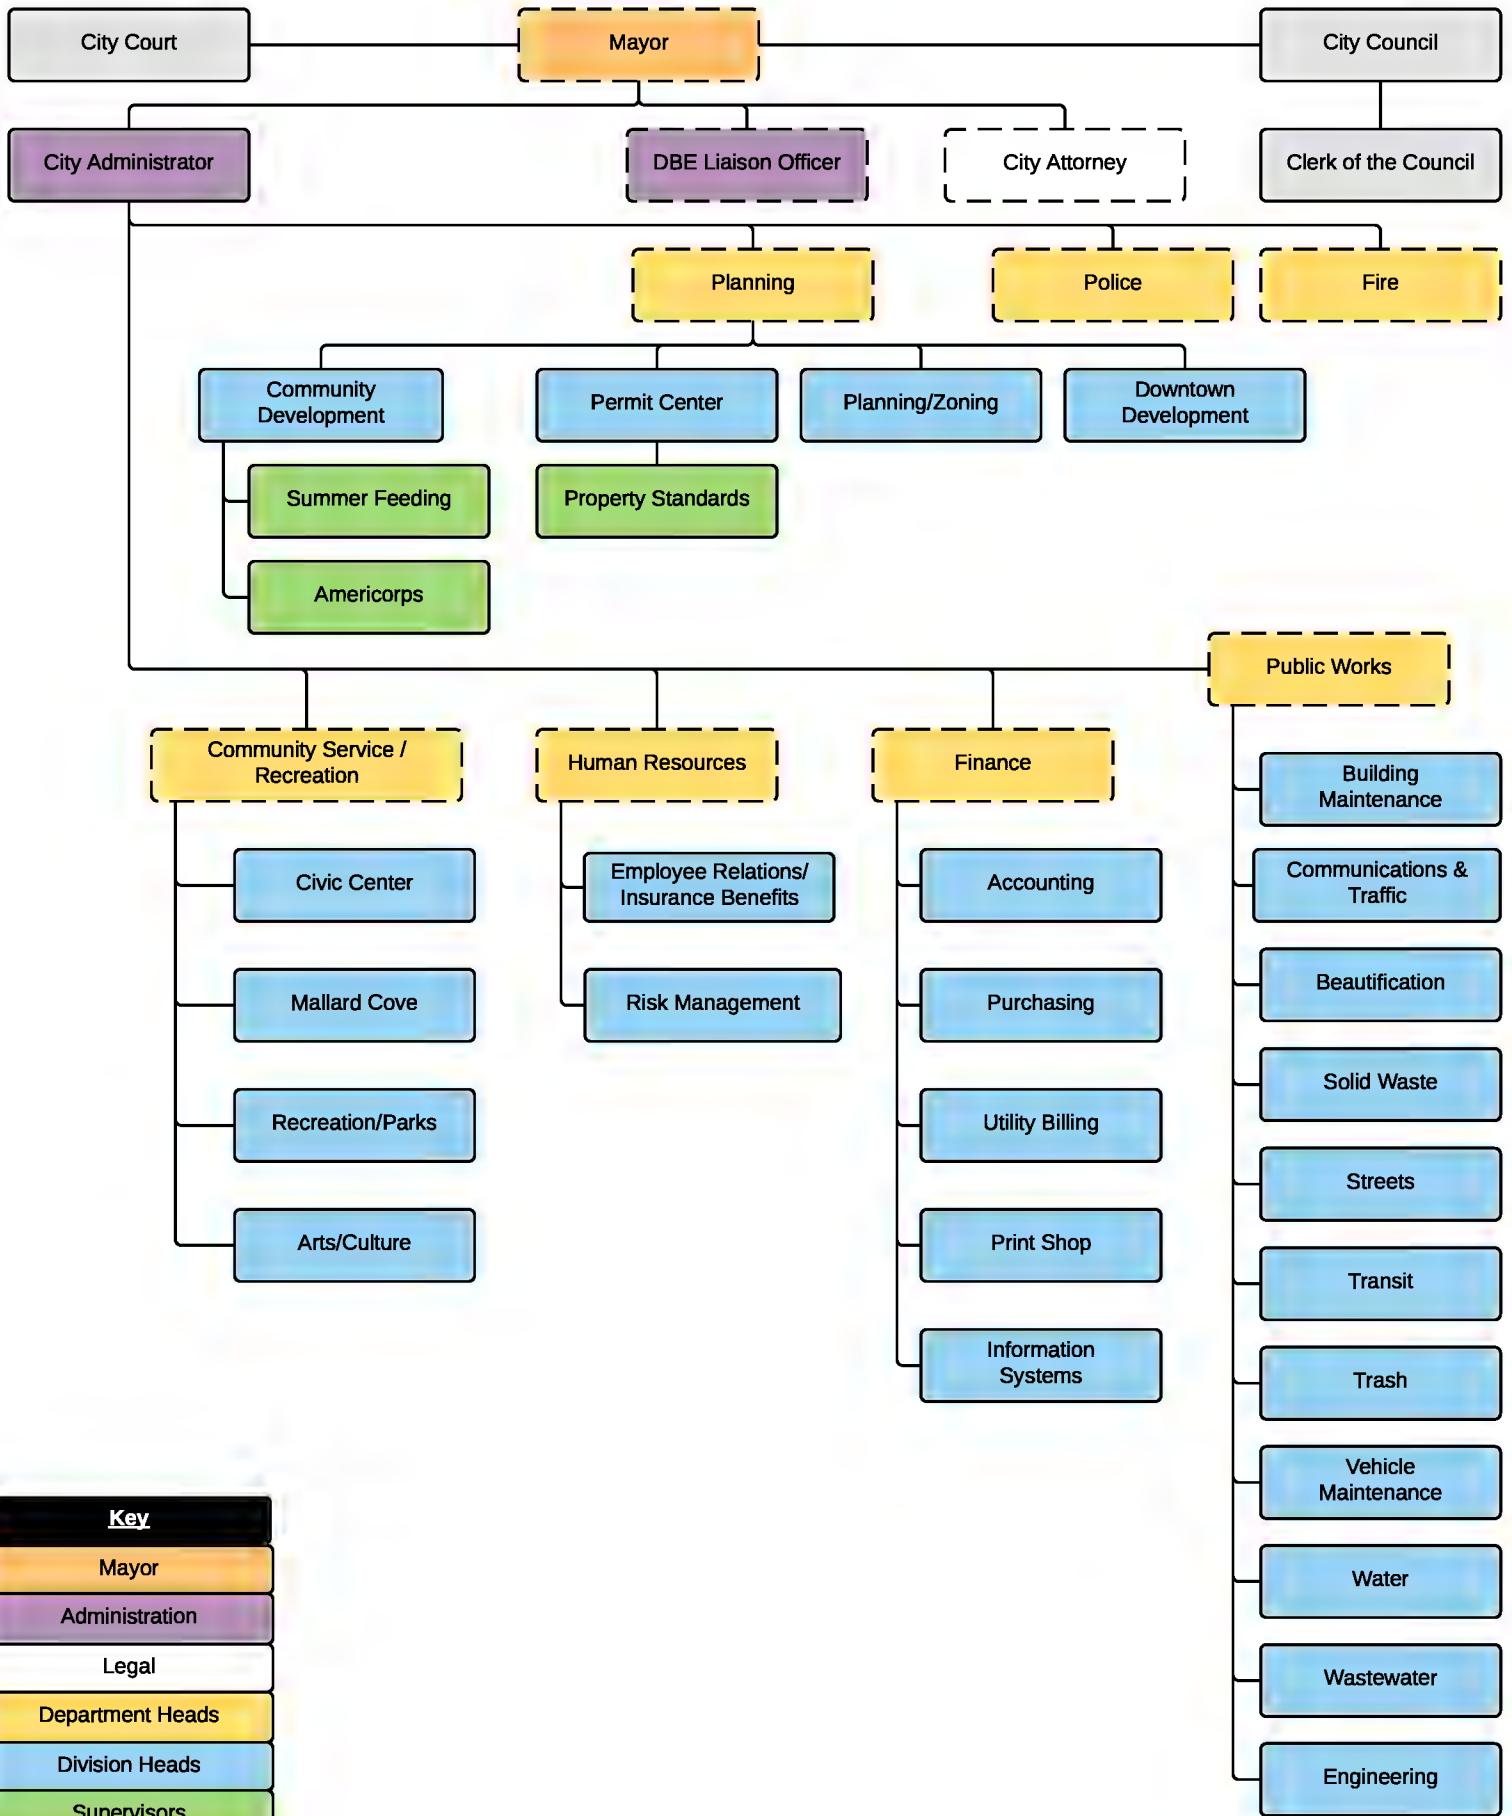 City Court
Mayor
City Council
City Administrator
DBE Liaison Officer
City Attorney
Clerk of the Council
Planning
Police
Fire
Community
Development
Permit Center
Planning/Zoning
Downtown
Development
Summer Feeding
Property Standards
Americorps
Public Works
Community Service /
Recreation
Human Resources
Finance
Building
Maintenance
Civic Center
Employee Relations/
Insurance Benefits
Accounting
Communications &
Traffic
Mallard Cove
Risk Management
Purchasing
Beautification
Recreation/Parks
Utility Billing
Solid Waste
Arts/Culture
Print Shop
Streets
Transit
Information
Systems
Trash
Vehicle
Maintenance
Water
Wastewater
Engineering
Key
Mayor
Administration
Legal
Department Heads
Division Heads
Supervisors